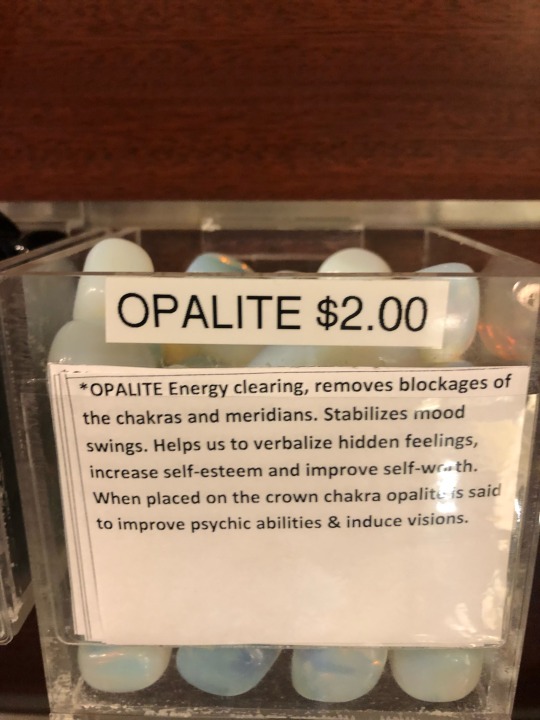 OPALITE $2.00
*OPALITE Energy clearing, removes blockages of
the chakras and meridians. Stabilizes mood
swings. Helps us to verbalize hidden feelings,
increase self-esteem and improve self-worth.
When placed on the crown chakra opalite is said
to improve psychic abilities & induce visions.